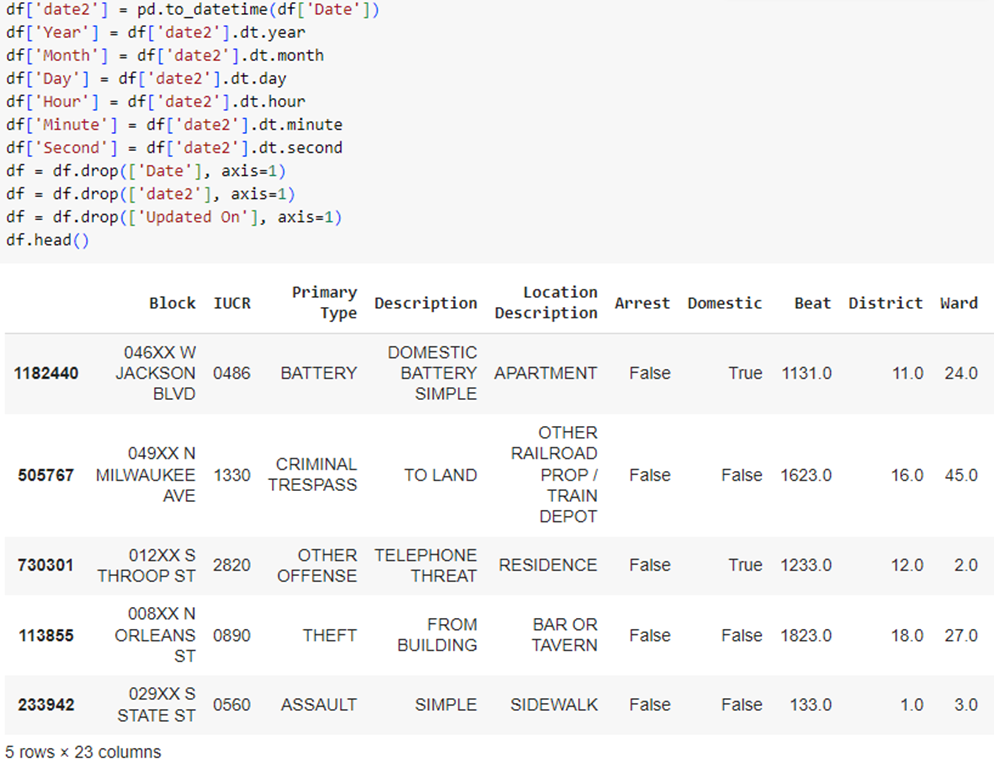 df['date2'] = pd.to_datetime(df['Date'])
df['Year'] = df['date2'].dt.year
df['Month'] = df['date2'].dt.month
df['Day'] = df['date2'].dt.day
df['Hour'] = df['date2'].dt.hour
df['Minute'] = df['date2'].dt.minute
df['Second'] = df['date2'].dt.second
df = df.drop(['Date'], axis=1)
df = df.drop(['date2'], axis=1)
df = df.drop(['Updated On'], axis=1)
df.head()
Block IUCR Primary Type Description Location Description Arrest Domestic Beat District Ward
1182440 046XX W JACKSON BLVD 0486 BATTERY DOMESTIC BATTERY SIMPLE APARTMENT False True 1131.0 11.0 24.0
505767 049XX N MILWAUKEE AVE 1330 CRIMINAL TRESPASS TO LAND OTHER RAILROAD PROP / TRAIN DEPOT False False 1623.0 16.0 45.0
730301 012XX S THROOP ST 2820 OTHER OFFENSE TELEPHONE THREAT RESIDENCE False True 1233.0 12.0 2.0
113855 008XX N ORLEANS ST 0890 THEFT FROM BUILDING BAR OR TAVERN False False 1823.0 18.0 27.0
233942 029XX S STATE ST 0560 ASSAULT SIMPLE SIDEWALK False False 133.0 1.0 3.0
5 rows × 23 columns